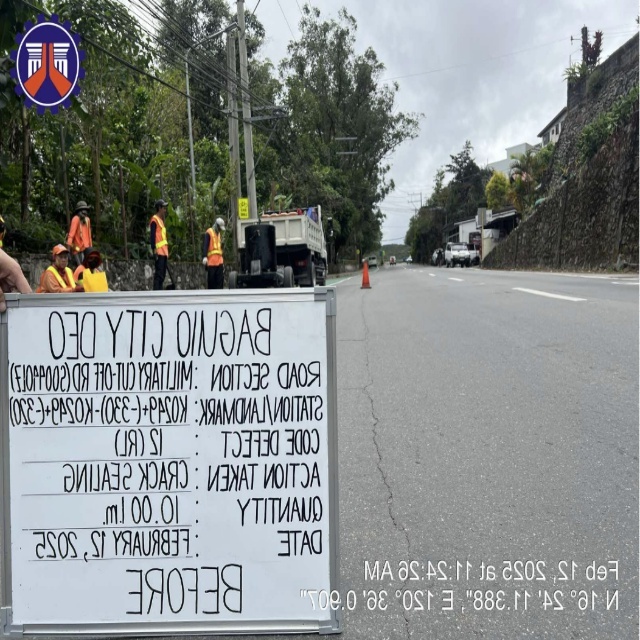 BAGUIO CITY DEO
ROAD SECTION : MILITARY CUT-OFF RD (S00440LZ)
STATION/LANDMARK: K0249+(-330)-K0249+(-320)
CODE DEFECT : 12 (RL)
ACTION TAKEN : CRACK SEALING
QUANTITY : 10.00 l.m.
DATE : FEBRUARY 12, 2025
BEFORE
Feb 12, 2025 at 11:24:26 AM
N 16° 24' 11.388", E 120° 36' 0.907"